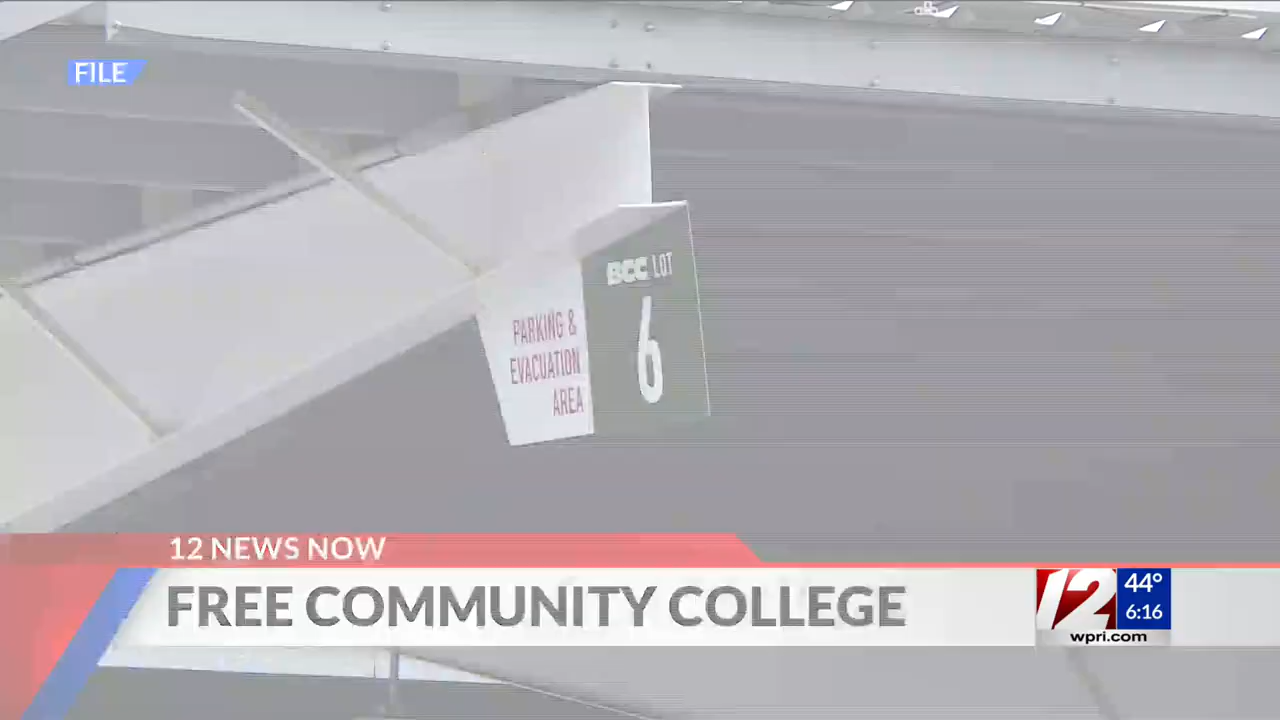 FILE
BCC LOT
6
PARKING &
EVACUATION
AREA
12 NEWS NOW
FREE COMMUNITY COLLEGE
12
44°
6:16
wpri.com